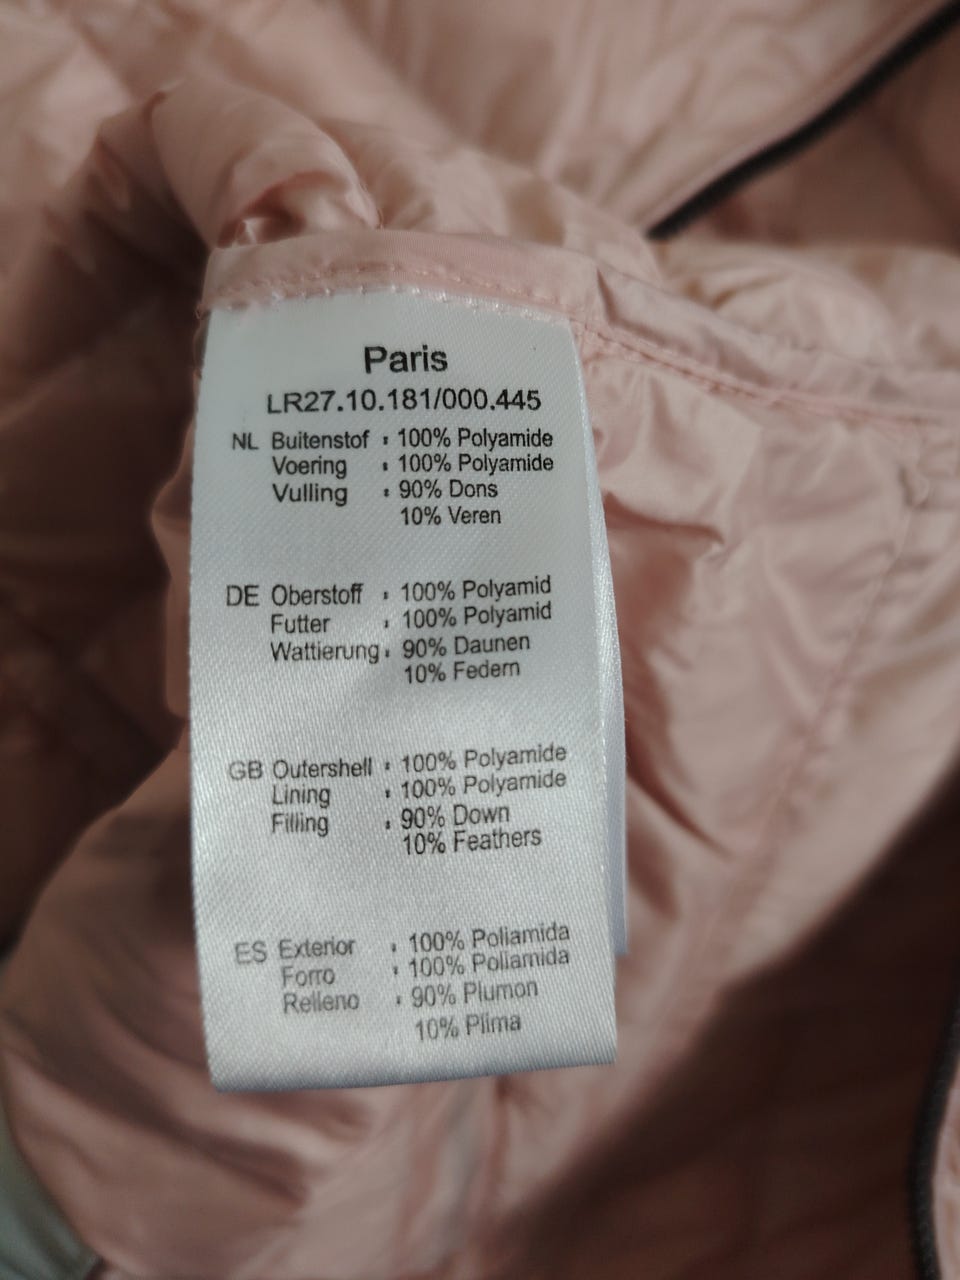 Paris
LR27.10.181/000.445
NL Buitenstof : 100% Polyamide
Voering : 100% Polyamide
Vulling : 90% Dons
10% Veren
DE Oberstoff : 100% Polyamid
Futter : 100% Polyamid
Wattierung : 90% Daunen
10% Federn
GB Outershell : 100% Polyamide
Lining : 100% Polyamide
Filling : 90% Down
10% Feathers
ES Exterior : 100% Poliamida
Forro : 100% Poliamida
Relleno : 90% Plumon
10% Plima